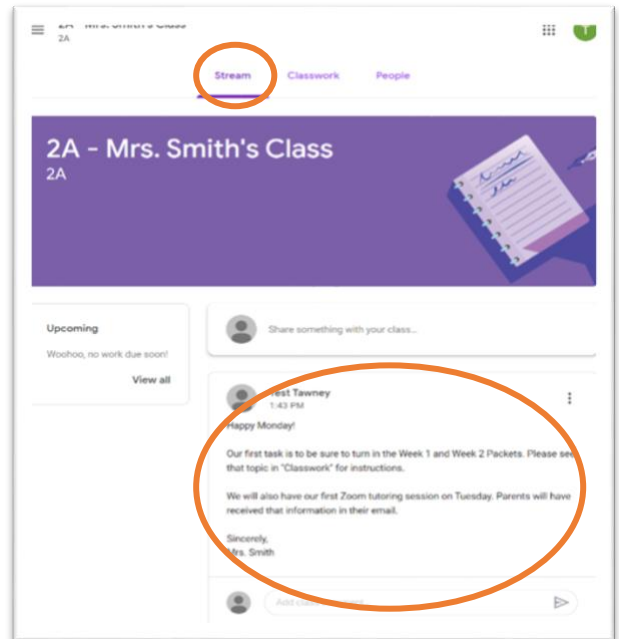 2A - Mrs. Smith's Class
2A
T
Stream Classwork People
2A - Mrs. Smith's Class
2A
Upcoming
Woohoo, no work due soon!
View all
Share something with your class...
Test Tawney
1:43 PM
Happy Monday!
Our first task is to be sure to turn in the Week 1 and Week 2 Packets. Please see
that topic in "Classwork" for instructions.
We will also have our first Zoom tutoring session on Tuesday. Parents will have
received that information in their email.
Sincerely,
Mrs. Smith
Add class comment...